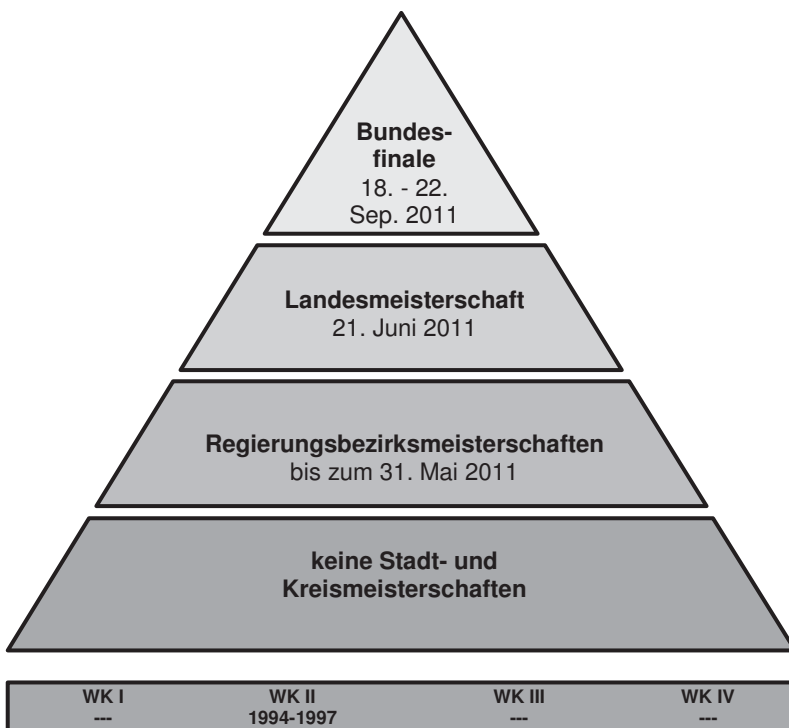 Bundes-
finale
18. - 22.
Sep. 2011
Landesmeisterschaft
21. Juni 2011
Regierungsbezirksmeisterschaften
bis zum 31. Mai 2011
keine Stadt- und
Kreismeisterschaften
WK I WK II WK III WK IV
--- 1994-1997 --- ---